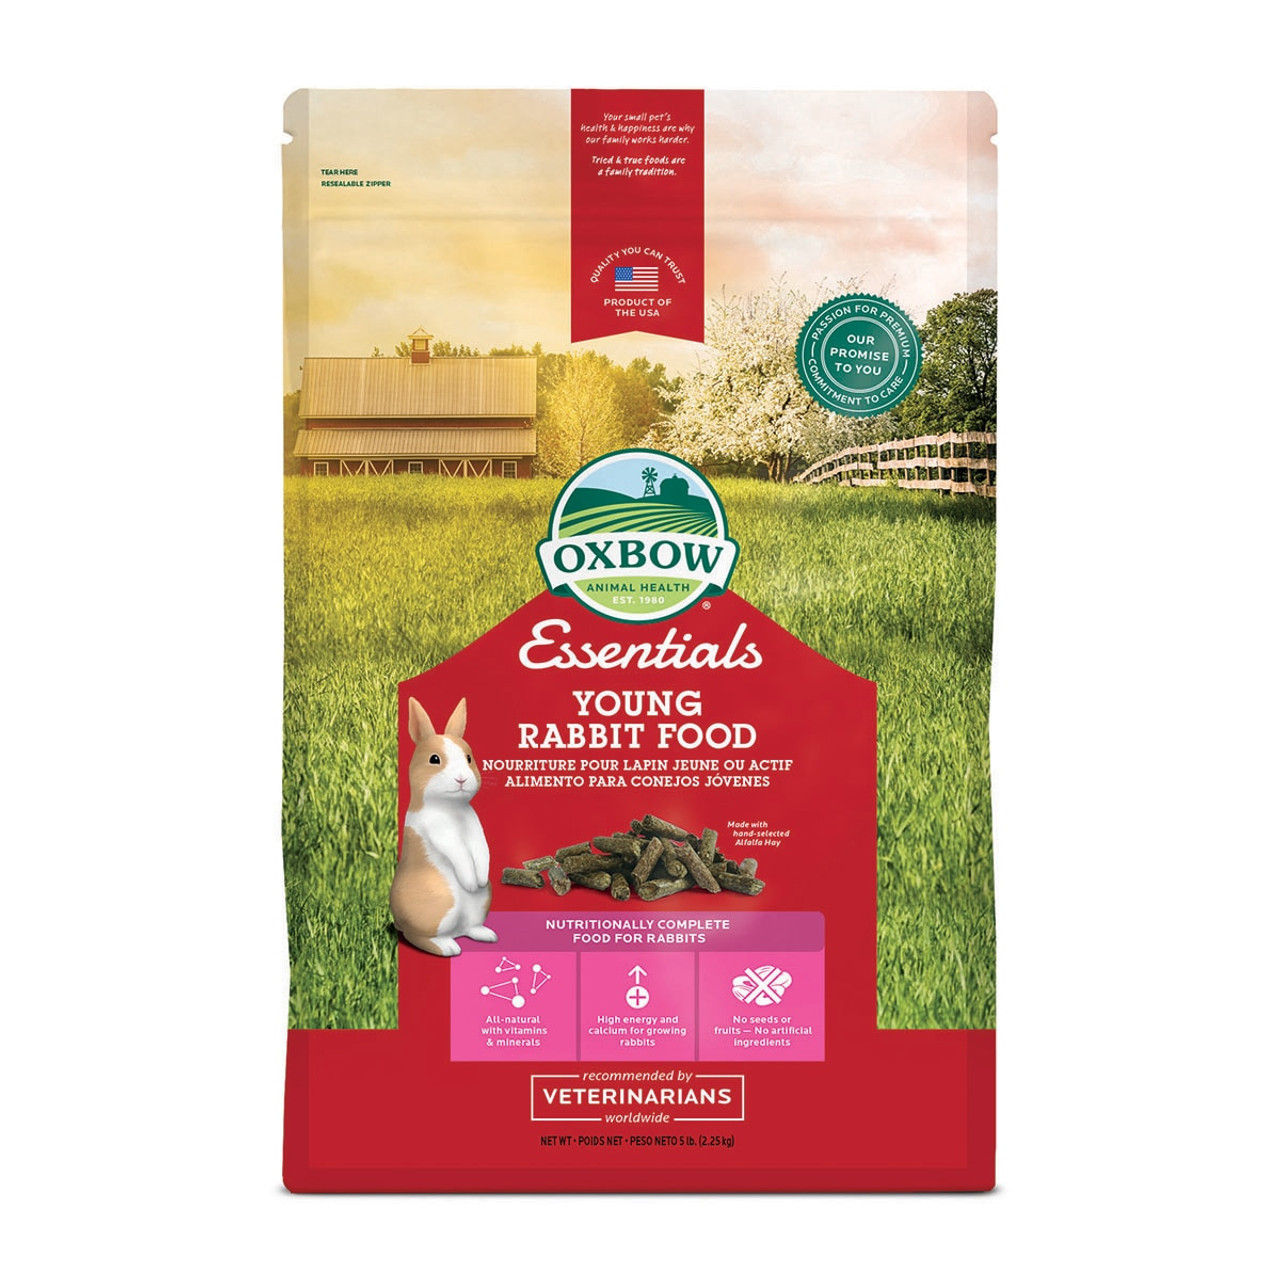 Your small pet's
health & happiness are why
our family works harder.
Tried & true foods are
a family tradition.
TEAR HERE
RESEALABLE ZIPPER
QUALITY YOU CAN TRUST
PRODUCT OF
THE USA
PASSION FOR PREMIUM
OUR
PROMISE
TO YOU
COMMITMENT TO CARE
OXBOW
ANIMAL HEALTH
EST. 1980
®
Essentials
YOUNG
RABBIT FOOD
NOURRITURE POUR LAPIN JEUNE OU ACTIF
ALIMENTO PARA CONEJOS JÓVENES
Made with
hand-selected
Alfalfa Hay
NUTRITIONALLY COMPLETE
FOOD FOR RABBITS
All-natural
with vitamins
& minerals
High energy and
calcium for growing
rabbits
No seeds or
fruits — No artificial
ingredients
recommended by
VETERINARIANS
worldwide
NET WT • POIDS NET • PESO NETO 5 lb. (2.25 kg)